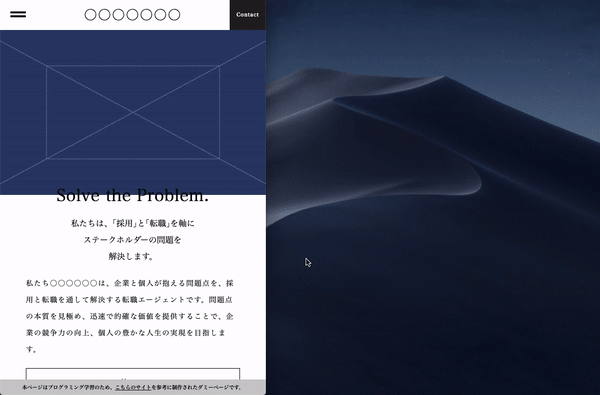 〇〇〇〇〇〇〇
Contact
Solve the Problem.
私たちは、「採用」と「転職」を軸に
ステークホルダーの問題を
解決します。
私たち〇〇〇〇〇〇は、企業と個人が抱える問題点を、採
用と転職を通して解決する転職エージェントです。問題点
の本質を見極め、迅速で的確な価値を提供することで、企
業の競争力の向上、個人の豊かな人生の実現を目指しま
す。
本ページはプログラミング学習のため、こちらのサイトを参考に制作されたダミーページです。